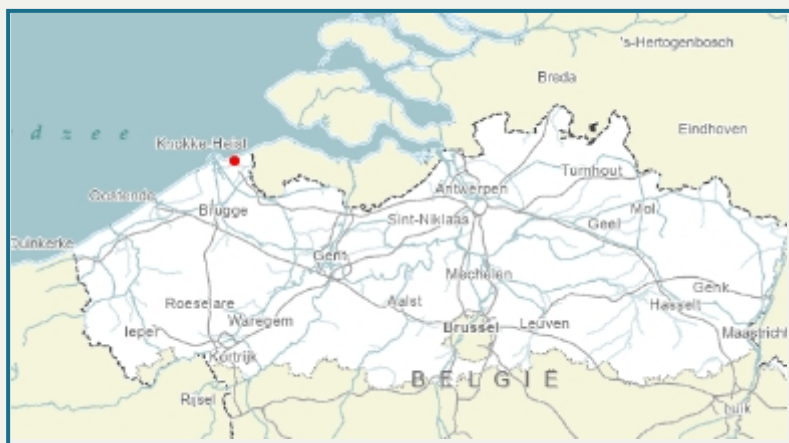 's-Hertogenbosch
Breda
Eindhoven
d z e e
Knokke-Heist
Turnhout
Antwerpen
Oostende
Mol
Brugge
Sint-Niklaas
Geel
Duinkerke
Gent
Mechelen
Genk
Roeselare
Aalst
Hasselt
Waregem
Brussel
Leuven
Ieper
Maastricht
Kortrijk
BELGIË
Rijsel
Luik